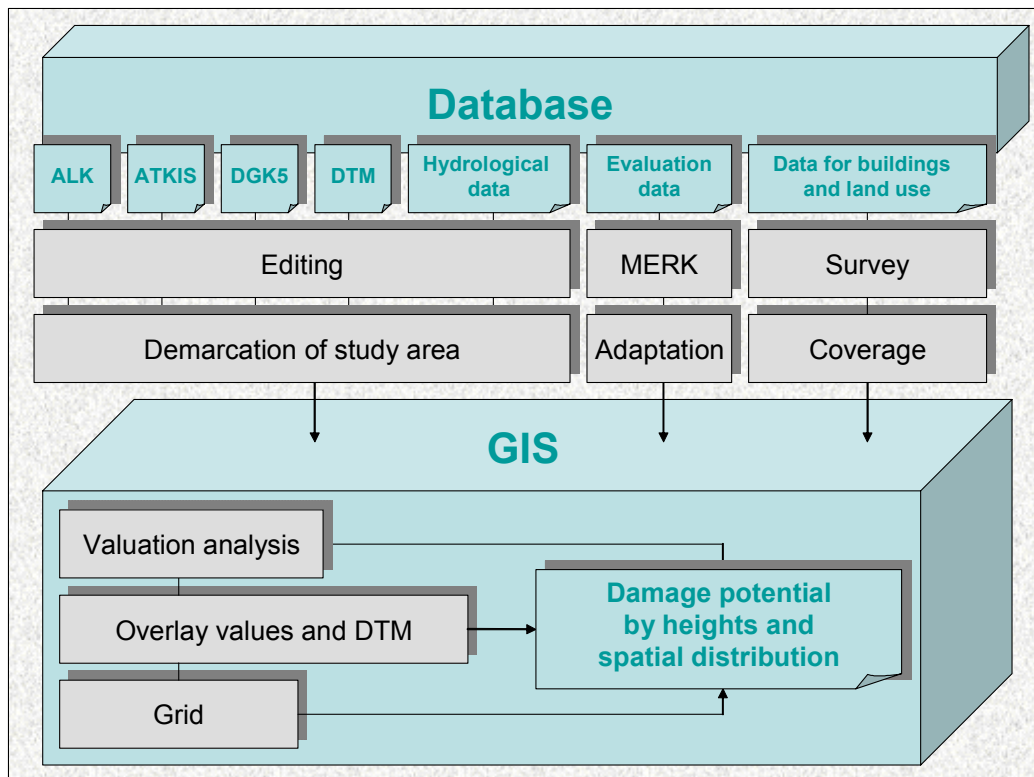 Database
ALK
ATKIS
DGK5
DTM
Hydrological
data
Evaluation
data
Data for buildings
and land use
Editing
MERK
Survey
Demarcation of study area
Adaptation
Coverage
GIS
Valuation analysis
Overlay values and DTM
Grid
Damage potential
by heights and
spatial distribution